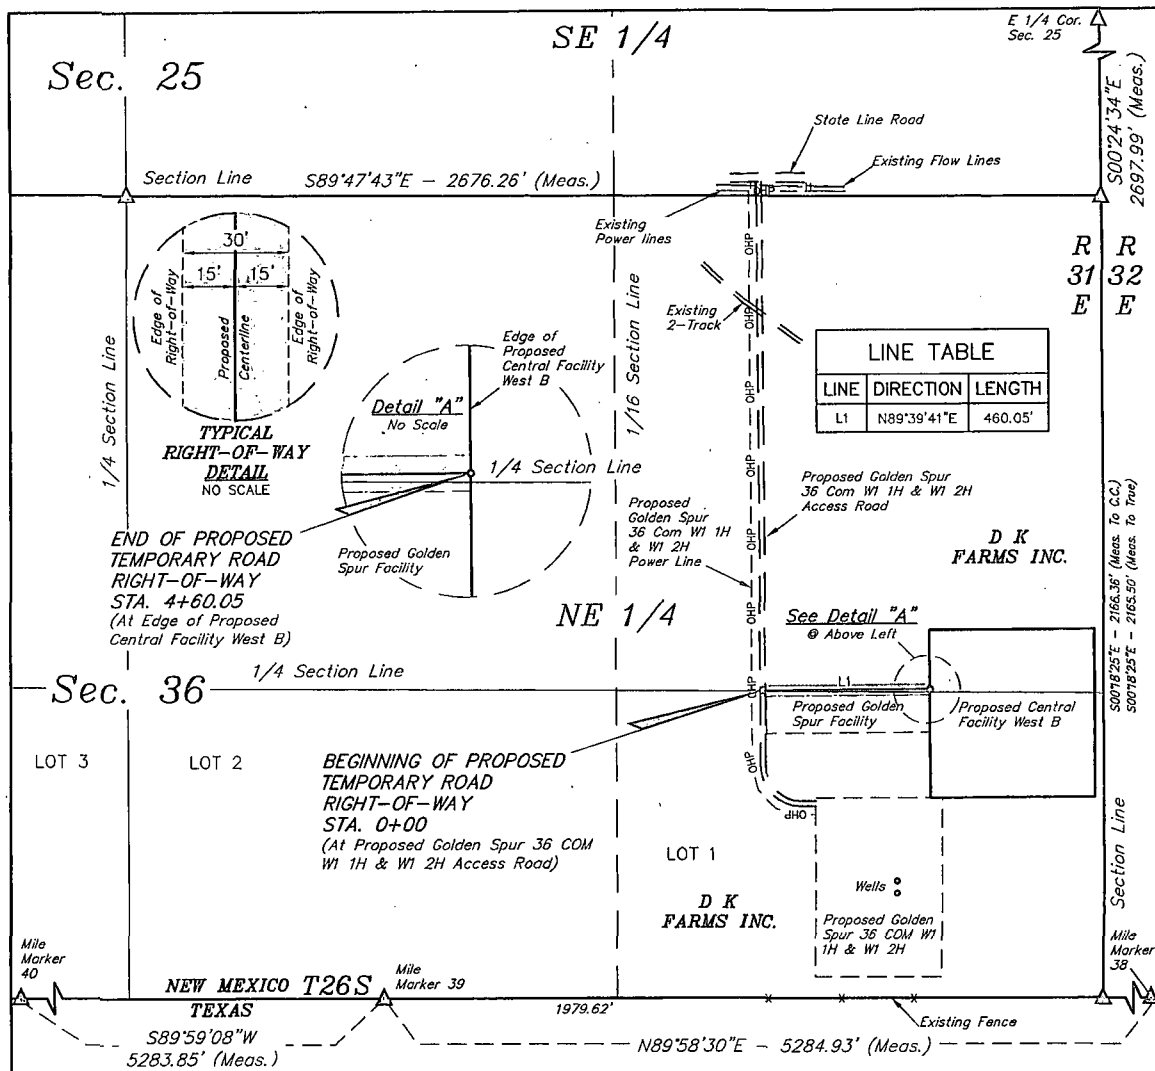 SE 1/4
E 1/4 Cor.
Sec. 25
Sec. 25
S00°24'34"E
2697.99' (Meas.)
State Line Road
Existing Flow Lines
Section Line
S89°47'43"E - 2676.26' (Meas.)
Existing
Power lines
R R
31 32
E E
30'
15' 15'
Edge of
Right-of-Way
Proposed
Centerline
Edge of
Right-of-Way
TYPICAL
RIGHT-OF-WAY
DETAIL
NO SCALE
1/4 Section Line
Edge of
Proposed
Central Facility
West B
Detail "A"
No Scale
1/4 Section Line
Proposed Golden
Spur Facility
1/16 Section Line
OHP
Existing
2-Track
OHP
OHP
OHP
OHP
OHP
OHP
OHP
OHP
LINE TABLE
LINE DIRECTION LENGTH
L1 N89°39'41"E 460.05'
Proposed Golden Spur
36 Com W1 1H & W1 2H
Access Road
Proposed
Golden Spur
36 Com W1 1H
& W1 2H
Power Line
D K
FARMS INC.
S00°18'25"E - 2166.36' (Meas. To C.C.)
S00°18'25"E - 2165.50' (Meas. To True)
END OF PROPOSED
TEMPORARY ROAD
RIGHT-OF-WAY
STA. 4+60.05
(At Edge of Proposed
Central Facility West B)
NE 1/4
See Detail "A"
@ Above Left
1/4 Section Line
Sec. 36
L1
Proposed Golden
Spur Facility
Proposed Central
Facility West B
LOT 3
LOT 2
BEGINNING OF PROPOSED
TEMPORARY ROAD
RIGHT-OF-WAY
STA. 0+00
(At Proposed Golden Spur 36 COM
W1 1H & W1 2H Access Road)
LOT 1
D K
FARMS INC.
Wells
Proposed Golden
Spur 36 COM W1
1H & W1 2H
Section Line
Mile
Marker
40
NEW MEXICO T26S
TEXAS
Mile
Marker 39
Mile
Marker
38
1979.62'
Existing Fence
S89°59'08"W
5283.85' (Meas.)
N89°58'30"E - 5284.93' (Meas.)